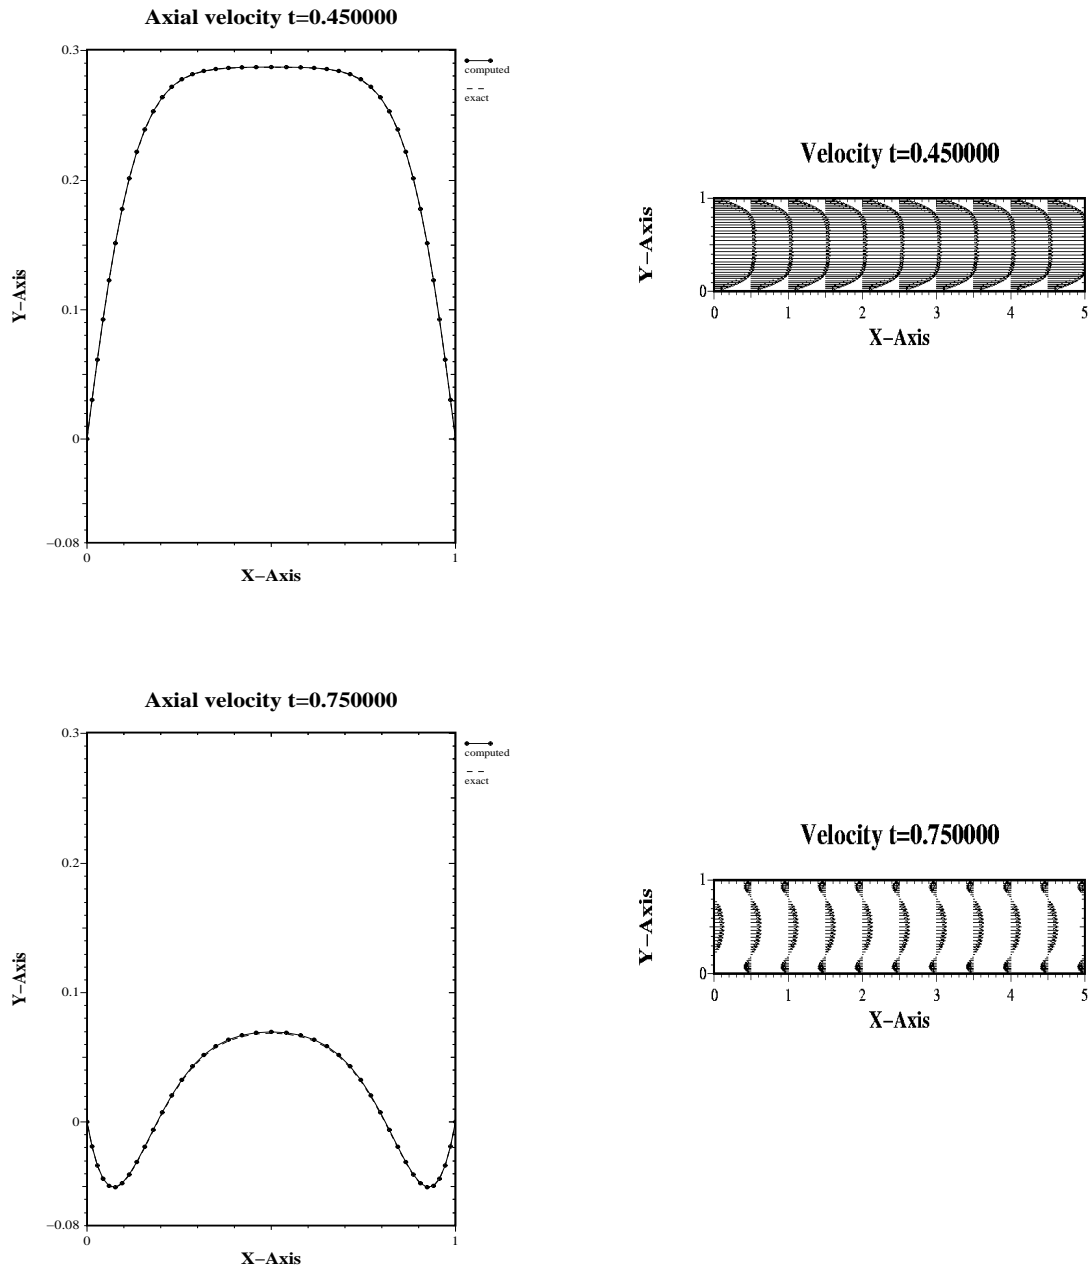 Axial velocity t=0.450000
0.3
0.2
0.1
0
−0.08
Y−Axis
0
1
X−Axis
computed
exact
Velocity t=0.450000
1
0
Y−Axis
0
1
2
3
4
5
X−Axis
Axial velocity t=0.750000
0.3
0.2
0.1
0
−0.08
Y−Axis
0
1
X−Axis
computed
exact
Velocity t=0.750000
1
0
Y−Axis
0
1
2
3
4
5
X−Axis